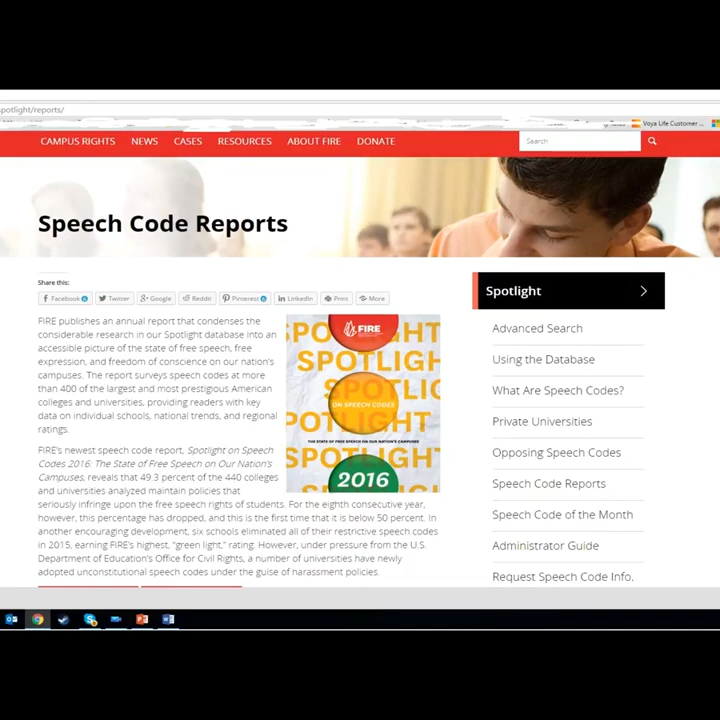 spotlight/reports/
Voya Life Customer ...
CAMPUS RIGHTS NEWS CASES RESOURCES ABOUT FIRE DONATE
Search
Speech Code Reports
Share this:
Facebook 6 Twitter Google Reddit Pinterest 6 LinkedIn Print More
FIRE publishes an annual report that condenses the
considerable research in our Spotlight database into an
accessible picture of the state of free speech, free
expression, and freedom of conscience on our nation's
campuses. The report surveys speech codes at more
than 400 of the largest and most prestigious American
colleges and universities, providing readers with key
data on individual schools, national trends, and regional
ratings.
FIRE's newest speech code report, Spotlight on Speech
Codes 2016: The State of Free Speech on Our Nation's
Campuses, reveals that 49.3 percent of the 440 colleges
and universities analyzed maintain policies that
seriously infringe upon the free speech rights of students. For the eighth consecutive year,
however, this percentage has dropped, and this is the first time that it is below 50 percent. In
another encouraging development, six schools eliminated all of their restrictive speech codes
in 2015, earning FIRE's highest, "green light," rating. However, under pressure from the U.S.
Department of Education's Office for Civil Rights, a number of universities have newly
adopted unconstitutional speech codes under the guise of harassment policies.
SPO FIRE GHT
SPOTLIGH
SPO TLIG
ON SPEECH CODES
POTLIGHT
THE STATE OF FREE SPEECH ON OUR NATION'S CAMPUSES
SPOTLIGH
2016
Spotlight
Advanced Search
Using the Database
What Are Speech Codes?
Private Universities
Opposing Speech Codes
Speech Code Reports
Speech Code of the Month
Administrator Guide
Request Speech Code Info.